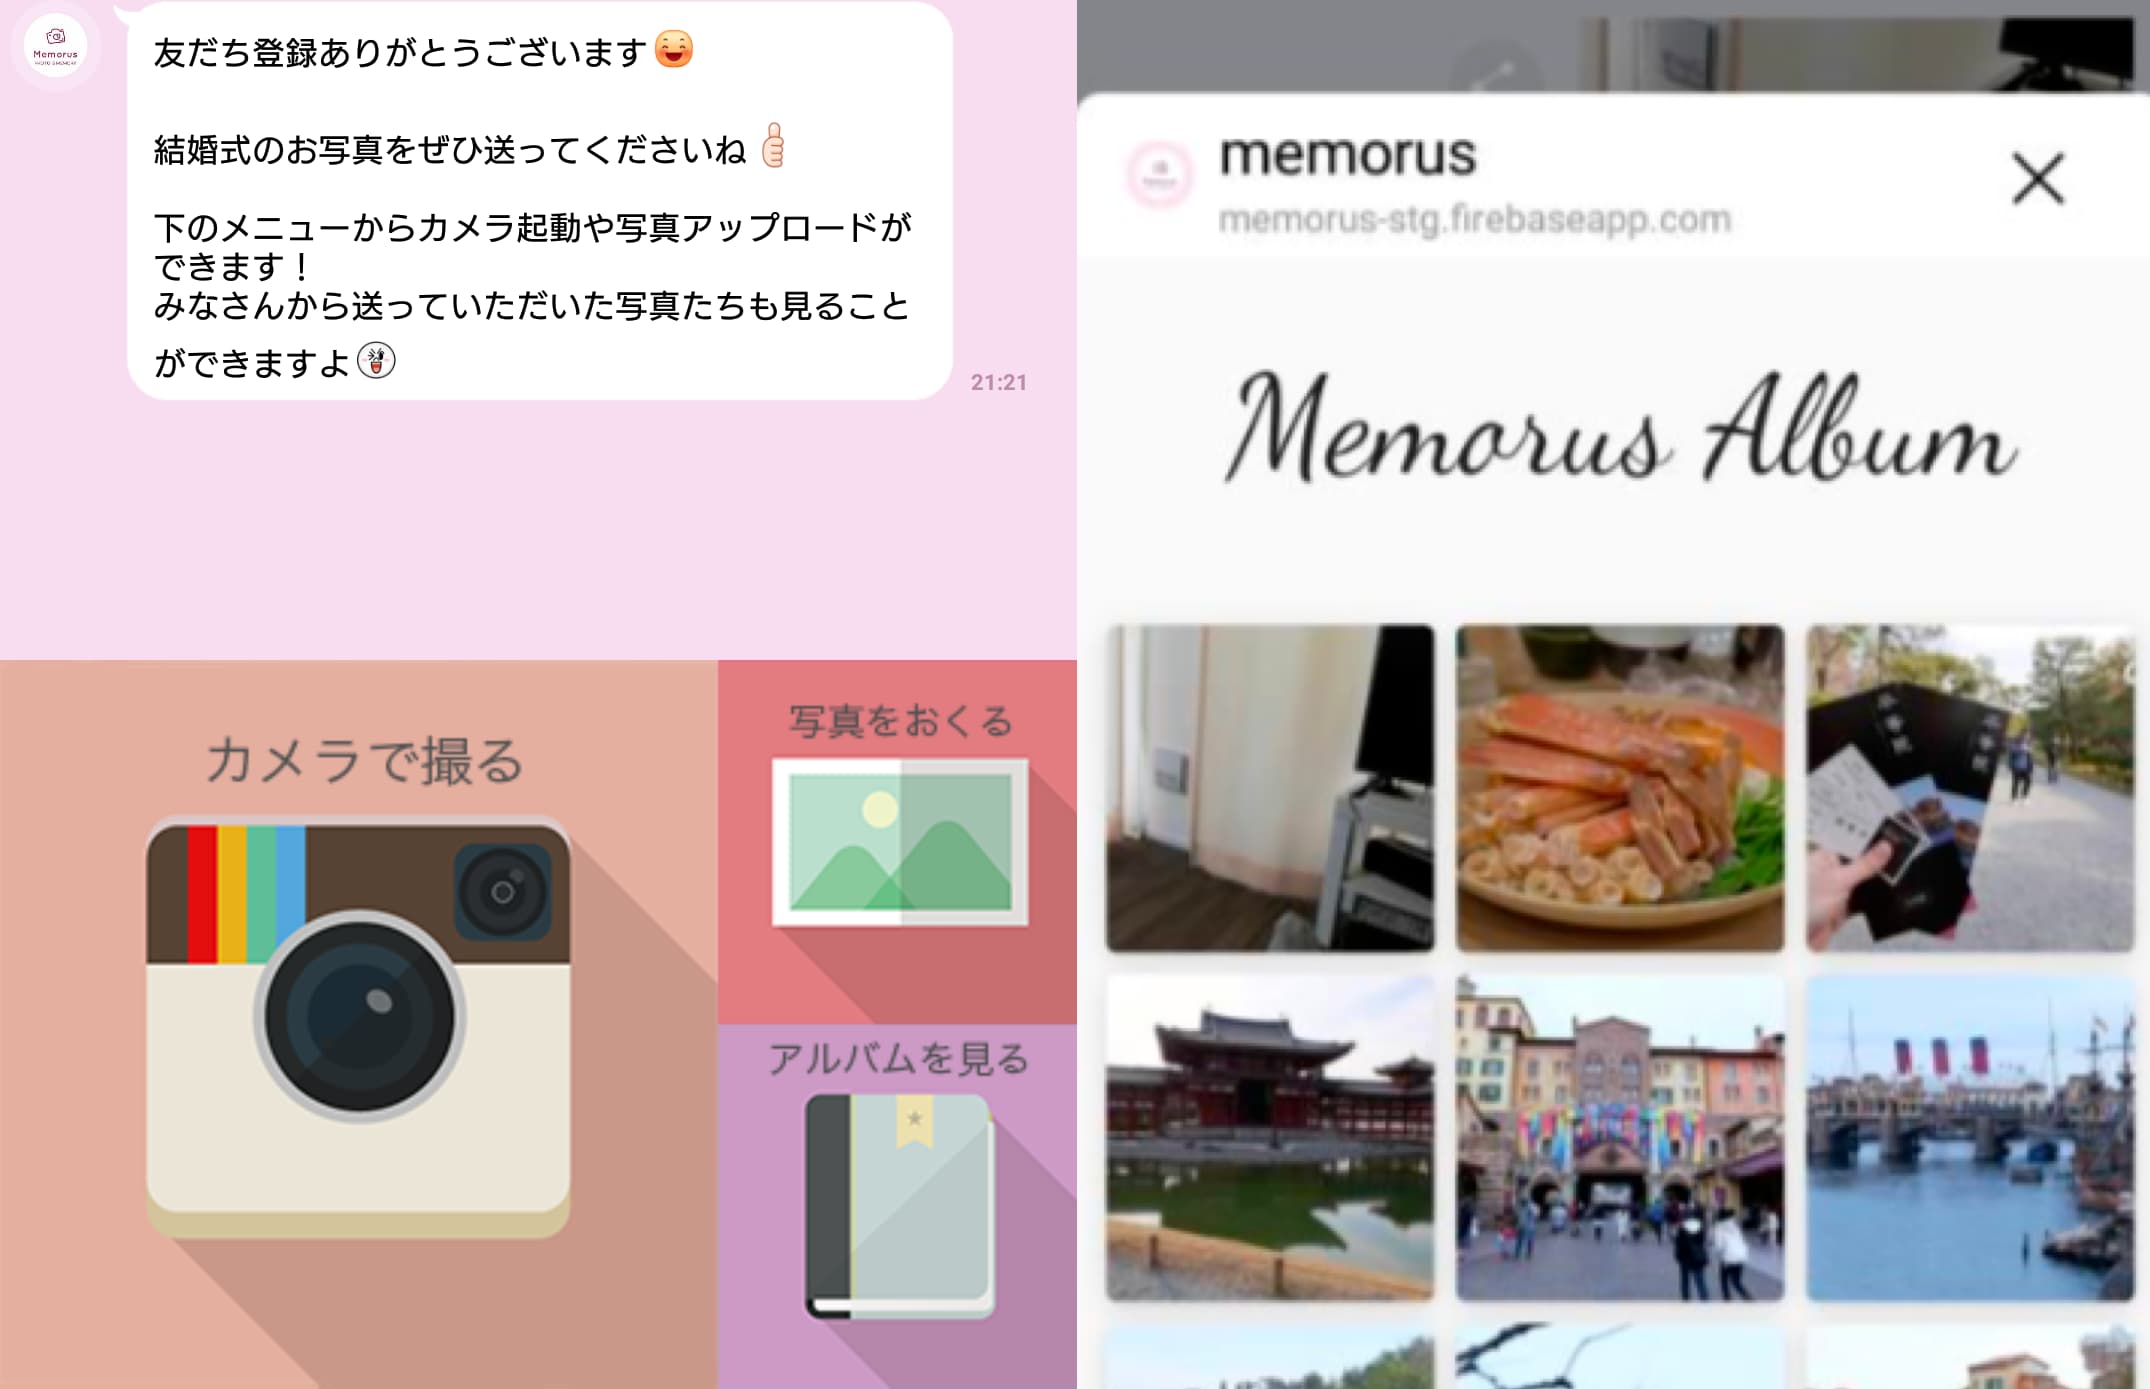 Memorus
友だち登録ありがとうございます
結婚式のお写真をぜひ送ってくださいね
下のメニューからカメラ起動や写真アップロードが
できます！
みなさんから送っていただいた写真たちも見ること
ができますよ
21:21
カメラで撮る
写真をおくる
アルバムを見る
memorus
memorus-stg.firebaseapp.com
Memorus Album